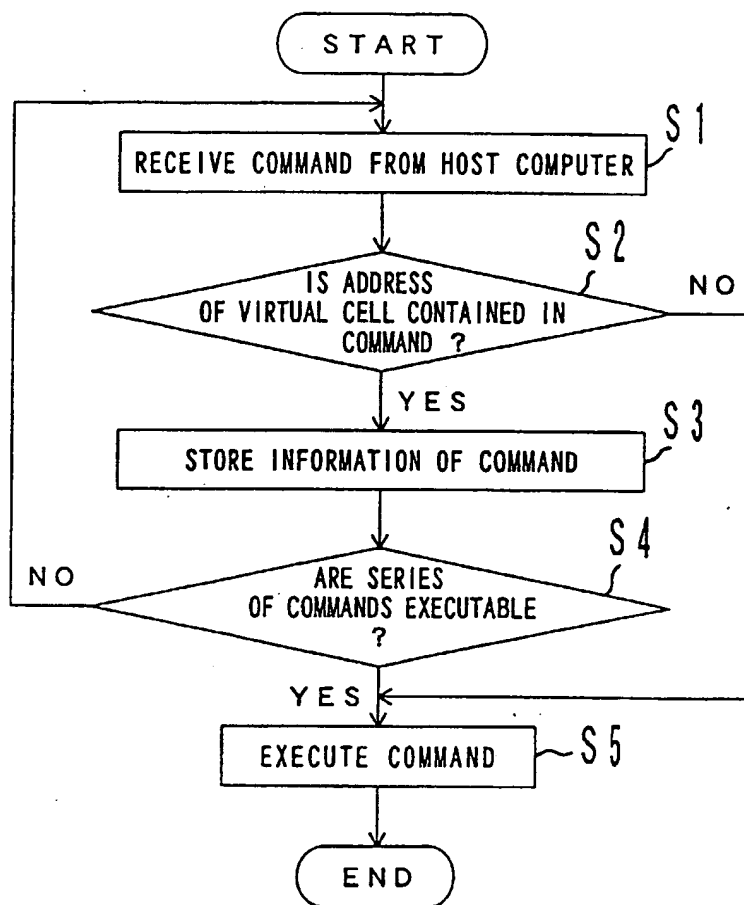 START
RECEIVE COMMAND FROM HOST COMPUTER
S1
IS ADDRESS
OF VIRTUAL CELL CONTAINED IN
COMMAND ?
S2
NO
YES
STORE INFORMATION OF COMMAND
S3
ARE SERIES
OF COMMANDS EXECUTABLE
?
S4
NO
YES
EXECUTE COMMAND
S5
END